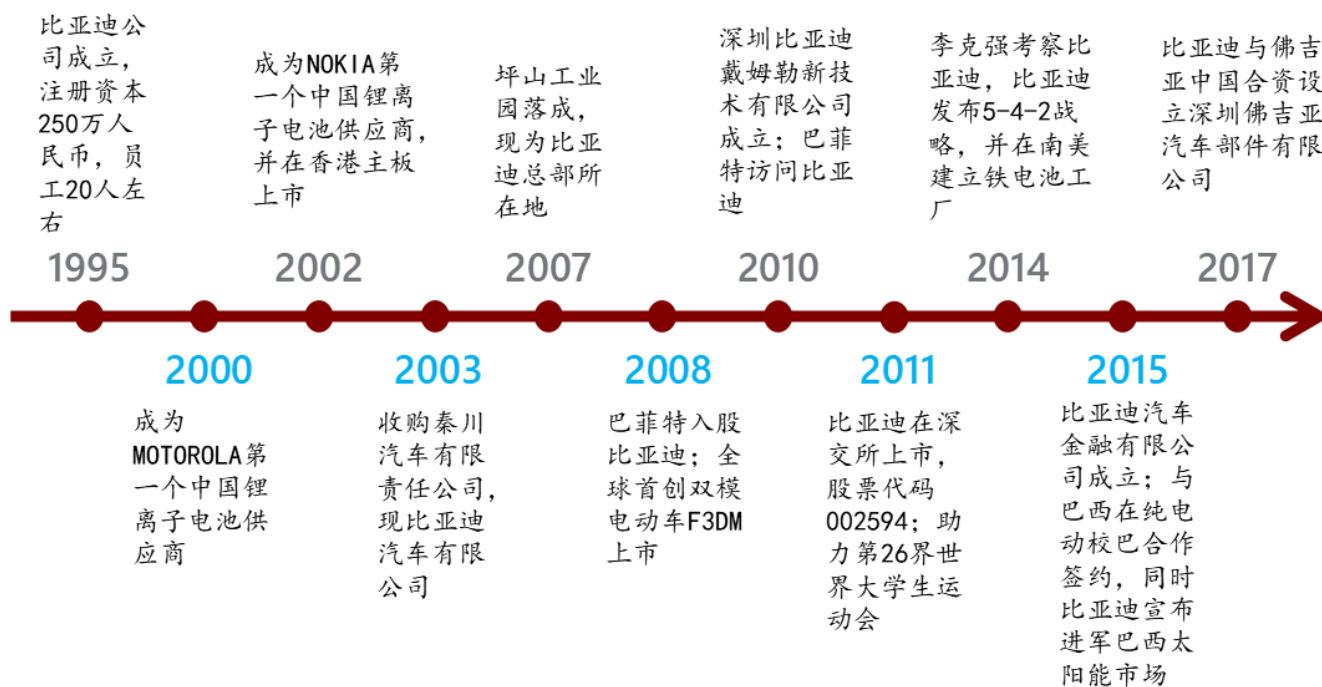 比亚迪公
司成立，
注册资本
250万人
民币，员
工20人左
右
成为NOKIA第
一个中国锂离
子电池供应商，
并在香港主板
上市
坪山工业
园落成，
现为比亚
迪总部所
在地
深圳比亚迪
戴姆勒新技
术有限公司
成立；巴菲
特访问比亚
迪
李克强考察比
亚迪，比亚迪
发布5-4-2战
略，并在南美
建立铁电池工
厂
比亚迪与佛吉
亚中国合资设
立深圳佛吉亚
汽车部件有限
公司
1995
2002
2007
2010
2014
2017
2000
2003
2008
2011
2015
成为
MOTOROLA第
一个中国锂
离子电池供
应商
收购秦川
汽车有限
责任公司，
现比亚迪
汽车有限
公司
巴菲特入股
比亚迪；全
球首创双模
电动车F3DM
上市
比亚迪在深
交所上市，
股票代码
002594；助
力第26界世
界大学生运
动会
比亚迪汽车
金融有限公
司成立；与
巴西在纯电
动校巴合作
签约，同时
比亚迪宣布
进军巴西太
阳能市场